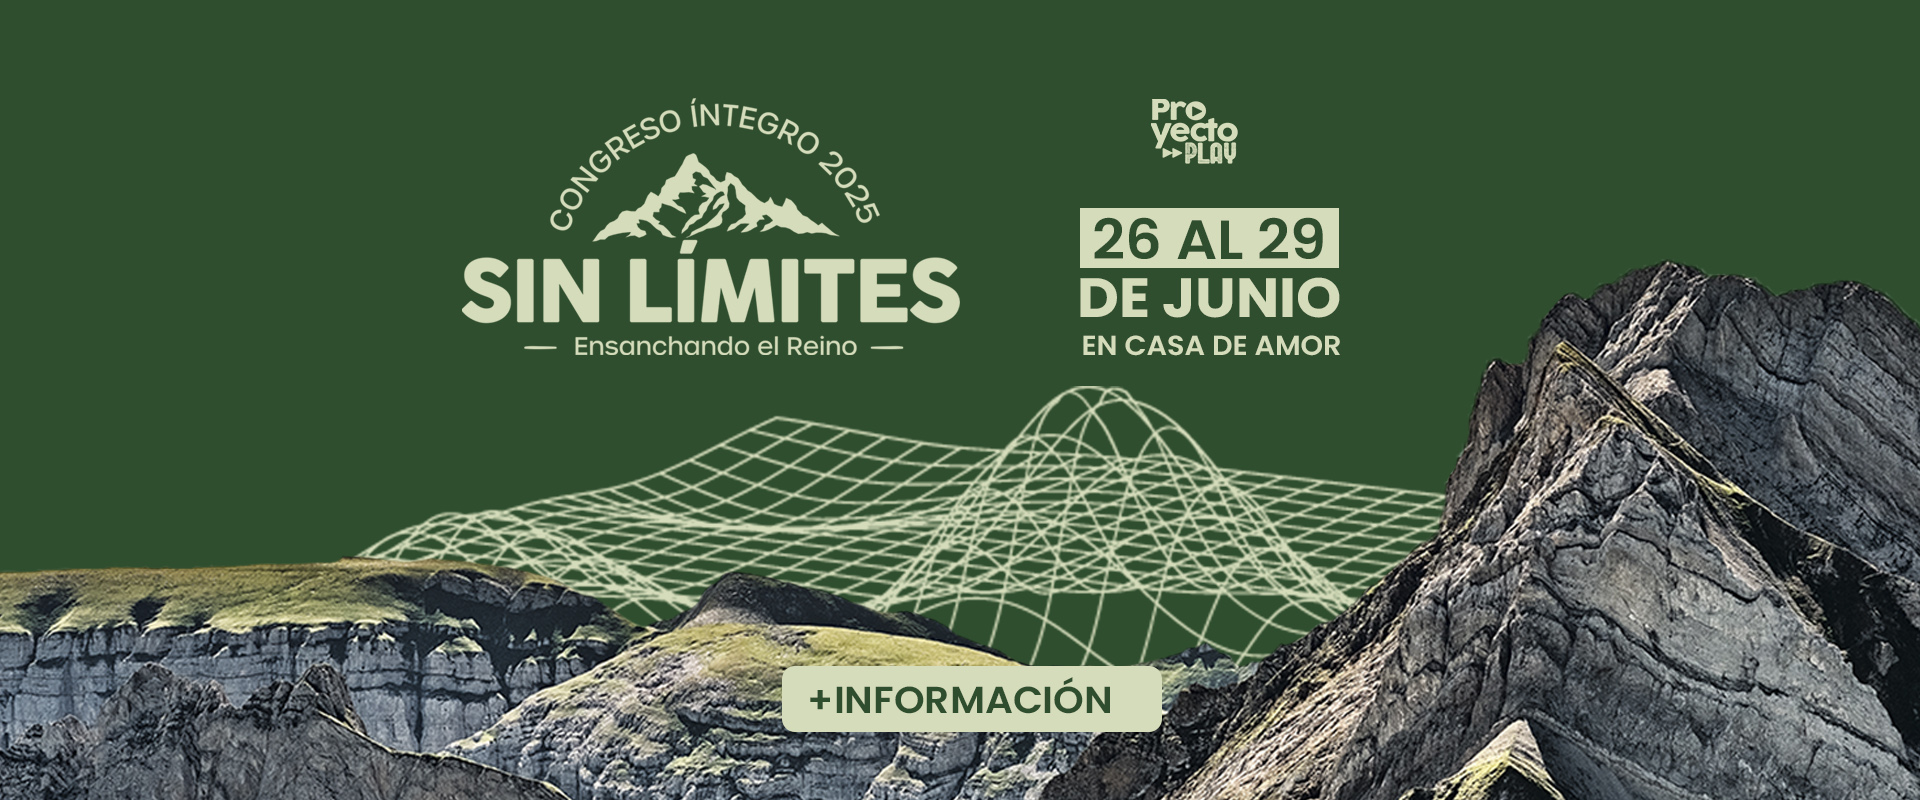 CONGRESO ÍNTEGRO 2025
SIN LÍMITES
Ensanchando el Reino
Pro
yecto
PLAY
26 AL 29
DE JUNIO
EN CASA DE AMOR
+INFORMACIÓN